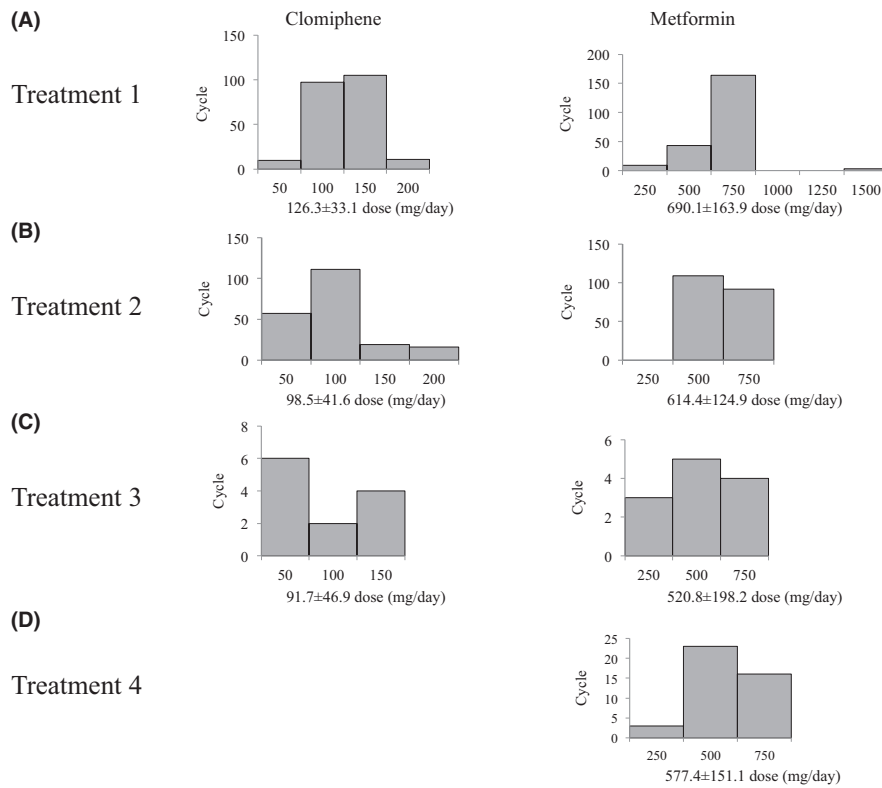 (A)
Clomiphene
Metformin
Treatment 1
Cycle
150
100
50
0
50 100 150 200
126.3±33.1 dose (mg/day)
Cycle
200
150
100
50
0
250 500 750 1000 1250 1500
690.1±163.9 dose (mg/day)
(B)
Treatment 2
Cycle
150
100
50
0
50 100 150 200
98.5±41.6 dose (mg/day)
Cycle
150
100
50
0
250 500 750
614.4±124.9 dose (mg/day)
(C)
Treatment 3
Cycle
8
6
4
2
0
50 100 150
91.7±46.9 dose (mg/day)
Cycle
6
4
2
0
250 500 750
520.8±198.2 dose (mg/day)
(D)
Treatment 4
Cycle
25
20
15
10
5
0
250 500 750
577.4±151.1 dose (mg/day)